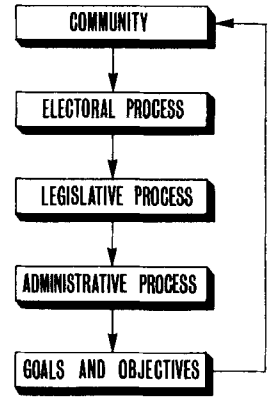 COMMUNITY
ELECTORAL PROCESS
LEGISLATIVE PROCESS
ADMINISTRATIVE PROCESS
GOALS AND OBJECTIVES